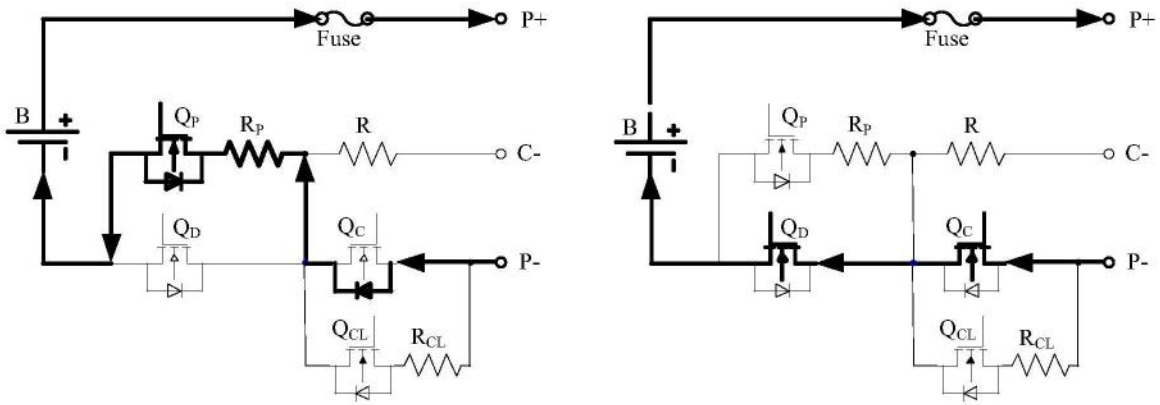 P+
Fuse
B
+
-
Q_P
R_P
R
C-
Q_D
Q_C
P-
Q_CL
R_CL
P+
Fuse
B
+
-
Q_P
R_P
R
C-
Q_D
Q_C
P-
Q_CL
R_CL